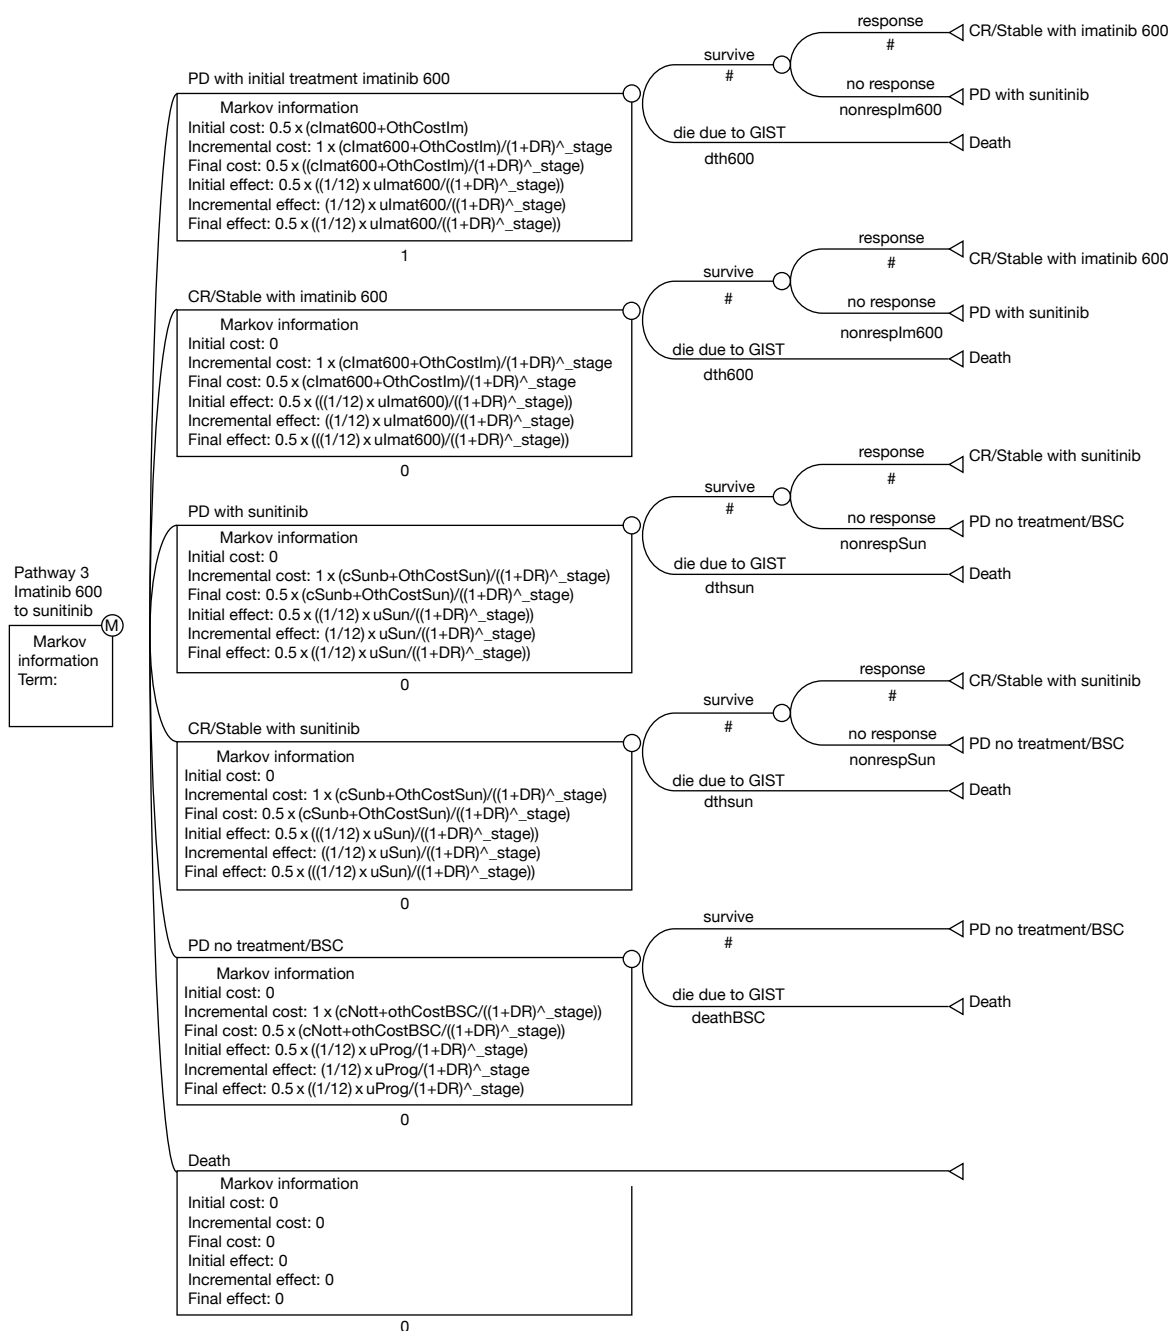 Pathway 3
Imatinib 600
to sunitinib
M
Markov
information
Term:
PD with initial treatment imatinib 600
Markov information
Initial cost: 0.5 x (cImat600+OthCostIm)
Incremental cost: 1 x (cImat600+OthCostIm)/(1+DR)^_stage
Final cost: 0.5 x ((cImat600+OthCostIm)/(1+DR)^_stage)
Initial effect: 0.5 x ((1/12) x uImat600/((1+DR)^_stage))
Incremental effect: (1/12) x uImat600/((1+DR)^_stage)
Final effect: 0.5 x ((1/12) x uImat600/((1+DR)^_stage))
1
survive
#
response
#
CR/Stable with imatinib 600
no response
nonrespIm600
PD with sunitinib
die due to GIST
dth600
Death
CR/Stable with imatinib 600
Markov information
Initial cost: 0
Incremental cost: 1 x (cImat600+OthCostIm)/(1+DR)^_stage
Final cost: 0.5 x (cImat600+OthCostIm)/(1+DR)^_stage
Initial effect: 0.5 x (((1/12) x uImat600)/((1+DR)^_stage))
Incremental effect: ((1/12) x uImat600)/((1+DR)^_stage)
Final effect: 0.5 x (((1/12) x uImat600)/((1+DR)^_stage))
0
survive
#
response
#
CR/Stable with imatinib 600
no response
nonrespIm600
PD with sunitinib
die due to GIST
dth600
Death
PD with sunitinib
Markov information
Initial cost: 0
Incremental cost: 1 x (cSunb+OthCostSun)/((1+DR)^_stage)
Final cost: 0.5 x (cSunb+OthCostSun)/((1+DR)^_stage)
Initial effect: 0.5 x ((1/12) x uSun/((1+DR)^_stage))
Incremental effect: (1/12) x uSun/((1+DR)^_stage)
Final effect: 0.5 x ((1/12) x uSun/((1+DR)^_stage))
0
survive
#
response
#
CR/Stable with sunitinib
no response
nonrespSun
PD no treatment/BSC
die due to GIST
dthsun
Death
CR/Stable with sunitinib
Markov information
Initial cost: 0
Incremental cost: 1 x (cSunb+OthCostSun)/((1+DR)^_stage)
Final cost: 0.5 x (cSunb+OthCostSun)/((1+DR)^_stage)
Initial effect: 0.5 x (((1/12) x uSun)/((1+DR)^_stage))
Incremental effect: ((1/12) x uSun)/((1+DR)^_stage)
Final effect: 0.5 x (((1/12) x uSun)/((1+DR)^_stage))
0
survive
#
response
#
CR/Stable with sunitinib
no response
nonrespSun
PD no treatment/BSC
die due to GIST
dthsun
Death
PD no treatment/BSC
Markov information
Initial cost: 0
Incremental cost: 1 x (cNott+othCostBSC/((1+DR)^_stage))
Final cost: 0.5 x (cNott+othCostBSC/((1+DR)^_stage))
Initial effect: 0.5 x ((1/12) x uProg/(1+DR)^_stage)
Incremental effect: (1/12) x uProg/(1+DR)^_stage
Final effect: 0.5 x ((1/12) x uProg/(1+DR)^_stage)
0
survive
#
PD no treatment/BSC
die due to GIST
deathBSC
Death
Death
Markov information
Initial cost: 0
Incremental cost: 0
Final cost: 0
Initial effect: 0
Incremental effect: 0
Final effect: 0
0